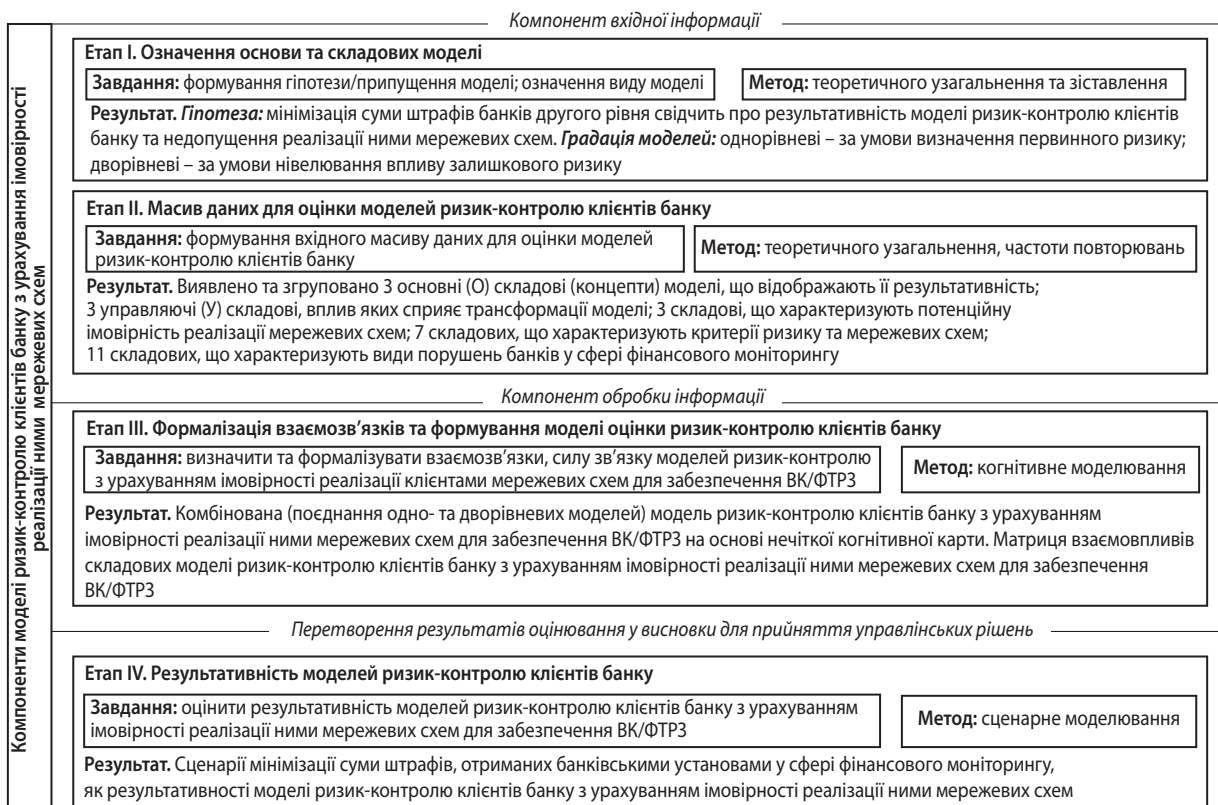 Компоненти моделі ризик-контролю клієнтів банку з урахування імовірності
реалізації ними мережевих схем
Компонент вхідної інформації
Етап I. Означення основи та складових моделі
Завдання: формування гіпотези/припущення моделі; означення виду моделі
Метод: теоретичного узагальнення та зіставлення
Результат. Гіпотеза: мінімізація суми штрафів банків другого рівня свідчить про результативність моделі ризик-контролю клієнтів
банку та недопущення реалізації ними мережевих схем. Градація моделей: однорівневі – за умови визначення первинного ризику;
дворівневі – за умови нівелювання впливу залишкового ризику
Етап II. Масив даних для оцінки моделей ризик-контролю клієнтів банку
Завдання: формування вхідного масиву даних для оцінки моделей
ризик-контролю клієнтів банку
Метод: теоретичного узагальнення, частоти повторювань
Результат. Виявлено та згруповано 3 основні (О) складові (концепти) моделі, що відображають її результативність;
3 управляючі (У) складові, вплив яких сприяє трансформації моделі; 3 складові, що характеризують потенційну
імовірність реалізації мережевих схем; 7 складових, що характеризують критерії ризику та мережевих схем;
11 складових, що характеризують види порушень банків у сфері фінансового моніторингу
Компонент обробки інформації
Етап III. Формалізація взаємозв'язків та формування моделі оцінки ризик-контролю клієнтів банку
Завдання: визначити та формалізувати взаємозв'язки, силу зв'язку моделей ризик-контролю
з урахуванням імовірності реалізації клієнтами мережевих схем для забезпечення ВК/ФТРЗ
Метод: когнітивне моделювання
Результат. Комбінована (поєднання одно- та дворівневих моделей) модель ризик-контролю клієнтів банку з урахуванням
імовірності реалізації ними мережевих схем для забезпечення ВК/ФТРЗ на основі нечіткої когнітивної карти. Матриця взаємовпливів
складових моделі ризик-контролю клієнтів банку з урахуванням імовірності реалізації ними мережевих схем для забезпечення
ВК/ФТРЗ
Перетворення результатів оцінювання у висновки для прийняття управлінських рішень
Етап IV. Результативність моделей ризик-контролю клієнтів банку
Завдання: оцінити результативність моделей ризик-контролю клієнтів банку з урахуванням
імовірності реалізації ними мережевих схем для забезпечення ВК/ФТРЗ
Метод: сценарне моделювання
Результат. Сценарії мінімізації суми штрафів, отриманих банківськими установами у сфері фінансового моніторингу,
як результативності моделі ризик-контролю клієнтів банку з урахуванням імовірності реалізації ними мережевих схем